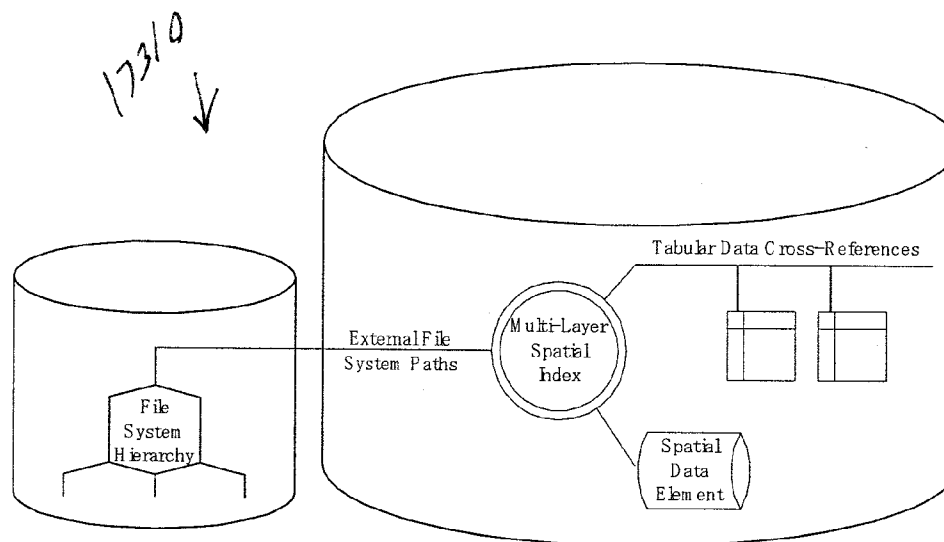 17310
Tabular Data Cross-References
Multi-Layer
Spatial
Index
External File
System Paths
File
System
Hierarchy
Spatial
Data
Element